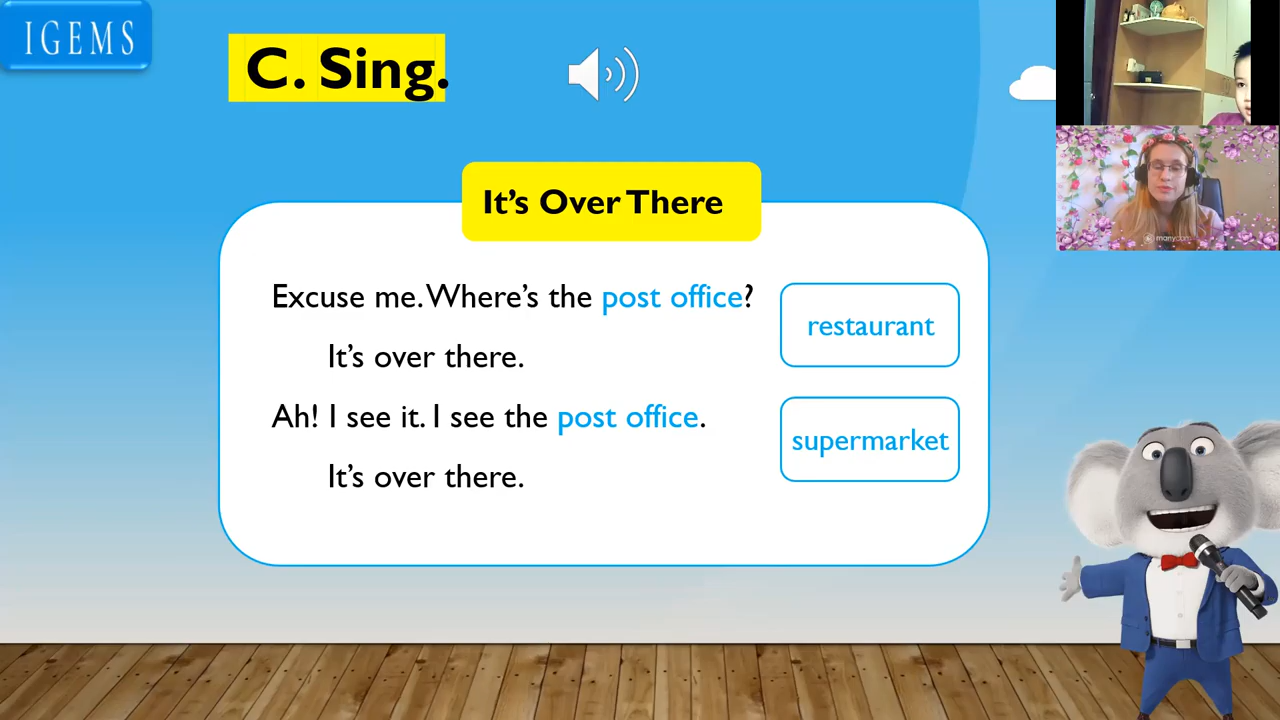 IGEMS
C. Sing.
It's Over There
Excuse me. Where's the post office?
It's over there.
Ah! I see it. I see the post office.
It's over there.
restaurant
supermarket
manycam